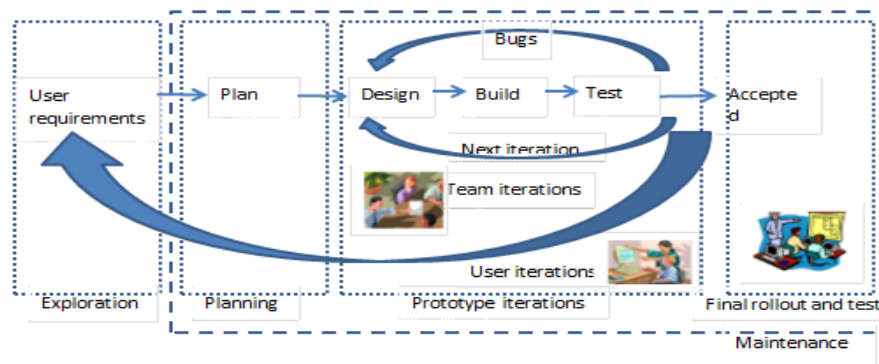 Bugs
User
requirements
Plan
Design
Build
Test
Accepte
d
Next iteration
Team iterations
User iterations
Exploration
Planning
Prototype iterations
Final rollout and test
Maintenance